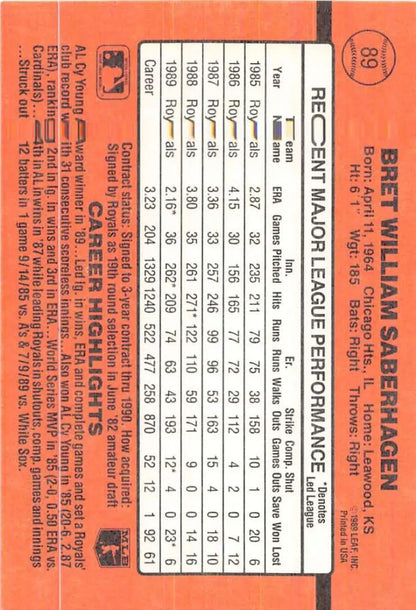 89
BRET WILLIAM SABERHAGEN
Born: April 11, 1964 Chicago Hts., IL Home: Leawood, KS
Ht: 6' 1" Wgt: 185 Bats: Right Throws: Right
© 1989 LEAF, INC.
Printed in USA
RECENT MAJOR LEAGUE PERFORMANCE *Denotes
Led League
Team Inn. Er. Strike Comp. Shut
Year Name ERA Games Pitched Hits Runs Runs Walks Outs Games Outs Save Won Lost
1985 Royals 2.87 32 235 211 79 75 38 158 10 1 0 20 6
1986 Royals 4.15 30 156 165 77 72 29 112 4 2 0 7 12
1987 Royals 3.36 33 257 246 99 96 53 163 15 4 0 18 10
1988 Royals 3.80 35 261 271* 122 110 59 171 9 0 0 14 16
1989 Royals 2.16* 36 262* 209 74 63 43 193 12* 4 0 23* 6
Career 3.23 204 1329 1240 522 477 258 870 52 12 1 92 61
Contract status: Signed to 3-year contract thru 1990. How acquired:
Signed by Royals as 19th round selection in June '82 amateur draft
MLB
CAREER HIGHLIGHTS
AL Cy Young Award winner in '89...Led lg. in wins, ERA and complete games and set a Royals'
club record with 31 consecutive scoreless innings...Also won AL Cy Young in '85 (20-6, 2.87
ERA), ranking 2nd in lg. in wins and 3rd in ERA...World Series MVP in '85 (2-0, 0.50 ERA vs.
Cardinals)...4th in AL in wins in '87 while leading Royals in shutouts, comp. games and innings
...Struck out 12 batters in 1 game 9/14/85 vs. As & 7/9/89 vs. White Sox.